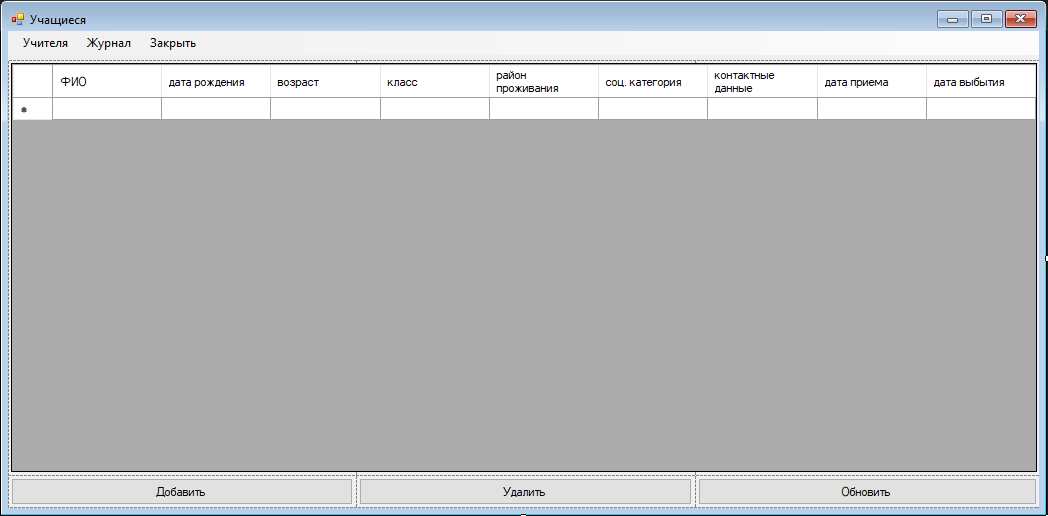 Учащиеся
Учителя Журнал Закрыть
ФИО дата рождения возраст класс район проживания соц. категория контактные данные дата приема дата выбытия
*
Добавить Удалить Обновить